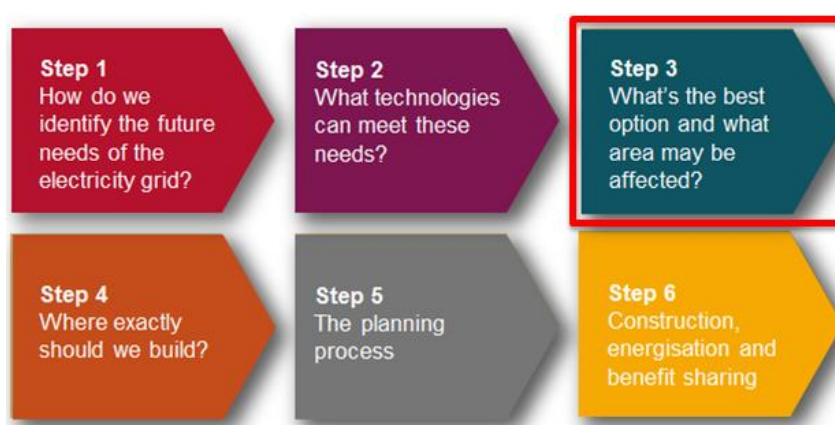 Step 1
How do we
identify the future
needs of the
electricity grid?
Step 2
What technologies
can meet these
needs?
Step 3
What's the best
option and what
area may be
affected?
Step 4
Where exactly
should we build?
Step 5
The planning
process
Step 6
Construction,
energisation and
benefit sharing